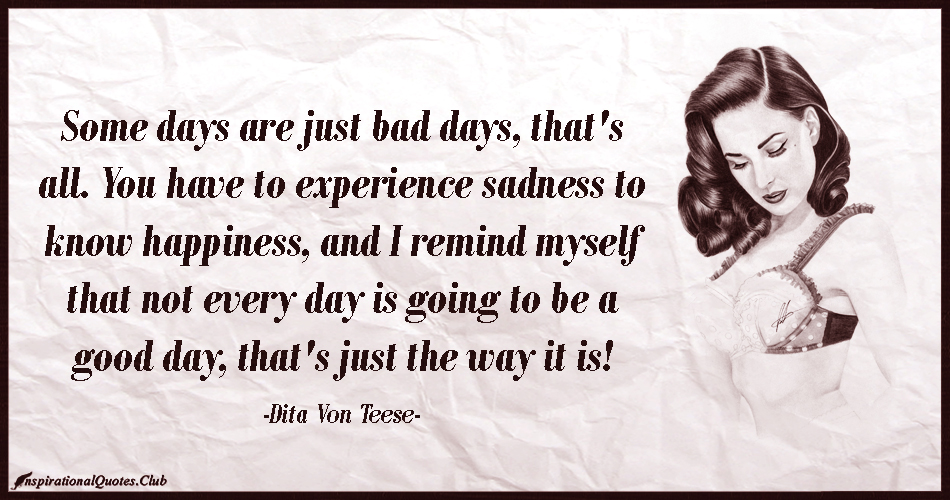 Some days are just bad days, that's
all. You have to experience sadness to
know happiness, and I remind myself
that not every day is going to be a
good day, that's just the way it is!
-Dita Von Teese-
InspirationalQuotes.Club